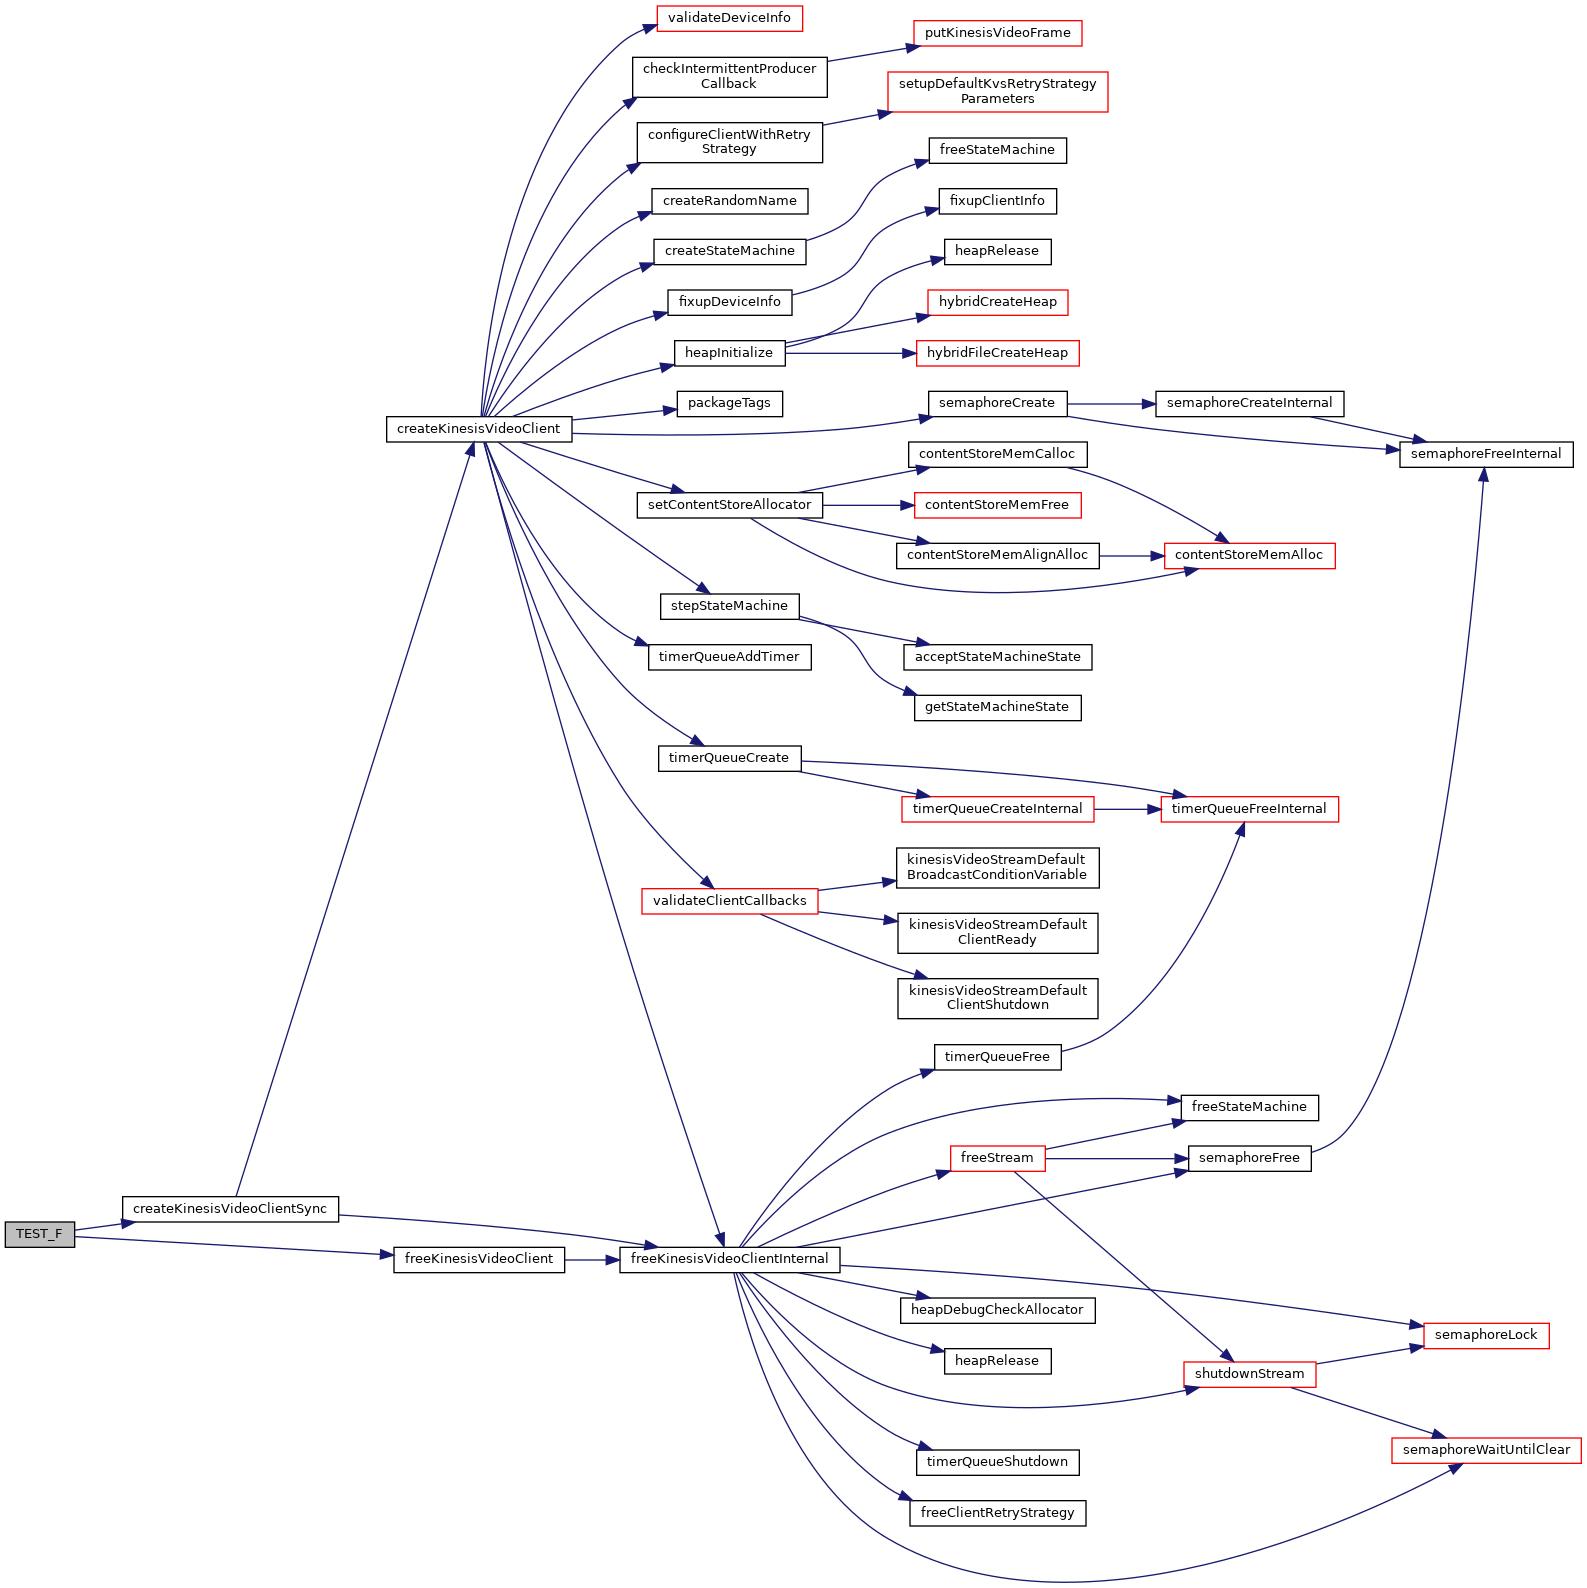 validateDeviceInfo
putKinesisVideoFrame
checkIntermittentProducer
Callback
setupDefaultKvsRetryStrategy
Parameters
configureClientWithRetry
Strategy
freeStateMachine
createRandomName
fixupClientInfo
createStateMachine
heapRelease
fixupDeviceInfo
hybridCreateHeap
heapInitialize
hybridFileCreateHeap
packageTags
semaphoreCreate
semaphoreCreateInternal
createKinesisVideoClient
contentStoreMemCalloc
semaphoreFreeInternal
setContentStoreAllocator
contentStoreMemFree
contentStoreMemAlignAlloc
contentStoreMemAlloc
stepStateMachine
timerQueueAddTimer
acceptStateMachineState
getStateMachineState
timerQueueCreate
timerQueueCreateInternal
timerQueueFreeInternal
kinesisVideoStreamDefault
BroadcastConditionVariable
validateClientCallbacks
kinesisVideoStreamDefault
ClientReady
kinesisVideoStreamDefault
ClientShutdown
timerQueueFree
freeStateMachine
freeStream
semaphoreFree
createKinesisVideoClientSync
TEST_F
freeKinesisVideoClient
freeKinesisVideoClientInternal
heapDebugCheckAllocator
semaphoreLock
heapRelease
shutdownStream
semaphoreWaitUntilClear
timerQueueShutdown
freeClientRetryStrategy